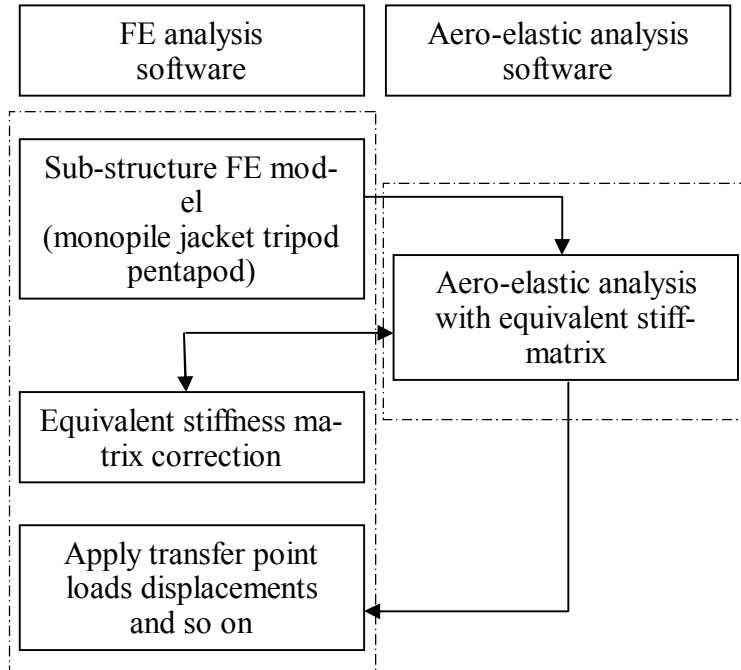 FE analysis
software
Aero-elastic analysis
software
Sub-structure FE mod-
el
(monopile jacket tripod
pentapod)
Aero-elastic analysis
with equivalent stiff-
matrix
Equivalent stiffness ma-
trix correction
Apply transfer point
loads displacements
and so on